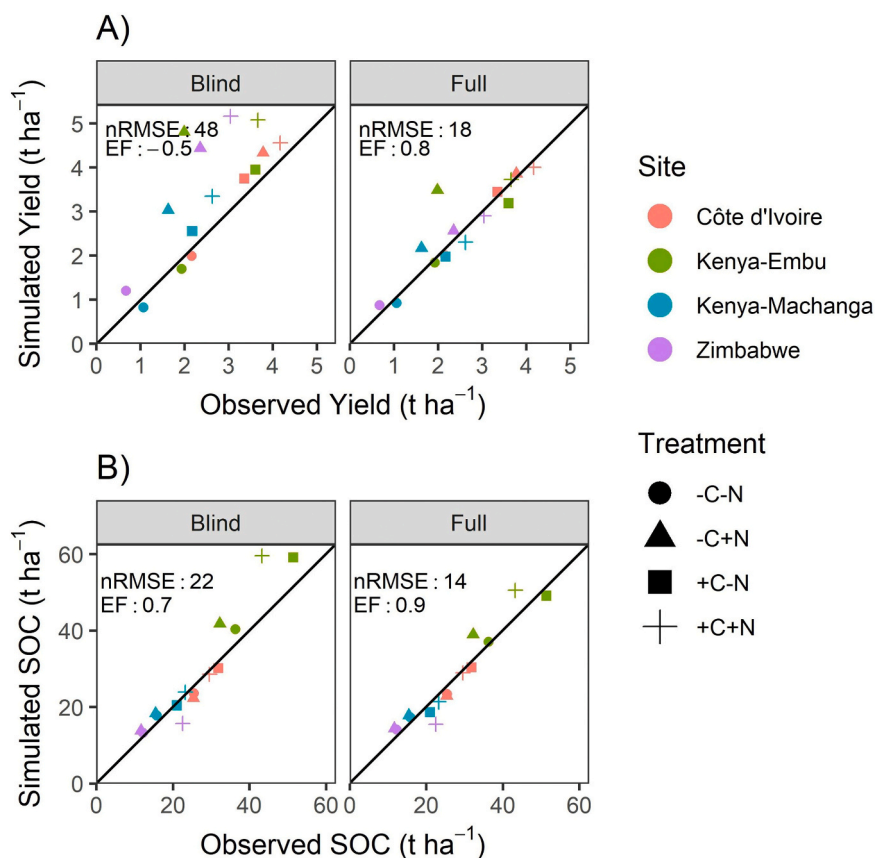 A)
Blind
Full
Simulated Yield (t ha⁻¹)
5
4
3
2
1
0
nRMSE : 48
EF : −0.5
nRMSE : 18
EF : 0.8
0 1 2 3 4 5
0 1 2 3 4 5
Observed Yield (t ha⁻¹)
B)
Blind
Full
Simulated SOC (t ha⁻¹)
60
40
20
0
nRMSE : 22
EF : 0.7
nRMSE : 14
EF : 0.9
0 20 40 60
0 20 40 60
Observed SOC (t ha⁻¹)
Site
Côte d'Ivoire
Kenya-Embu
Kenya-Machanga
Zimbabwe
Treatment
-C-N
-C+N
+C-N
+C+N